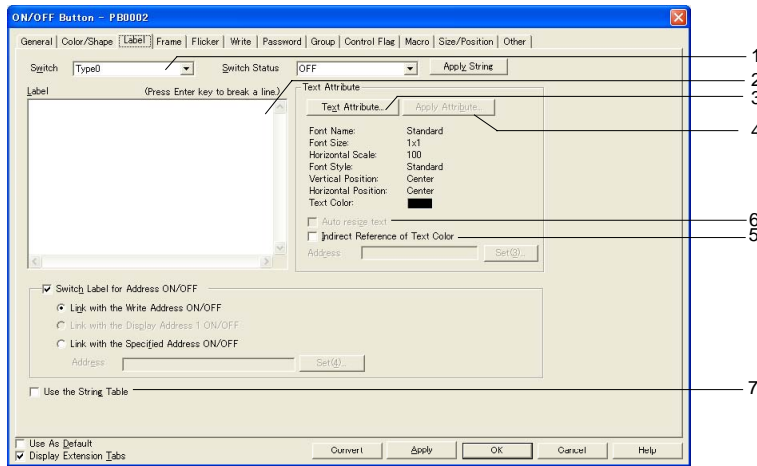 ON/OFF Button - PB0002
General Color/Shape Label Frame Flicker Write Password Group Control Flag Macro Size/Position Other
Switch Type0 Switch Status OFF Apply String 1
2
Label (Press Enter key to break a line.) Text Attribute
Text Attribute... Apply Attribute... 3
4
Font Name: Standard
Font Size: 1x1
Horizontal Scale: 100
Font Style: Standard
Vertical Position: Center
Horizontal Position: Center
Text Color:
Auto resize text 6
Indirect Reference of Text Color 5
Address Set(3)...
Switch Label for Address ON/OFF
Link with the Write Address ON/OFF
Link with the Display Address 1 ON/OFF
Link with the Specified Address ON/OFF
Address Set(4)...
Use the String Table 7
Use As Default
Display Extension Tabs Convert Apply OK Cancel Help